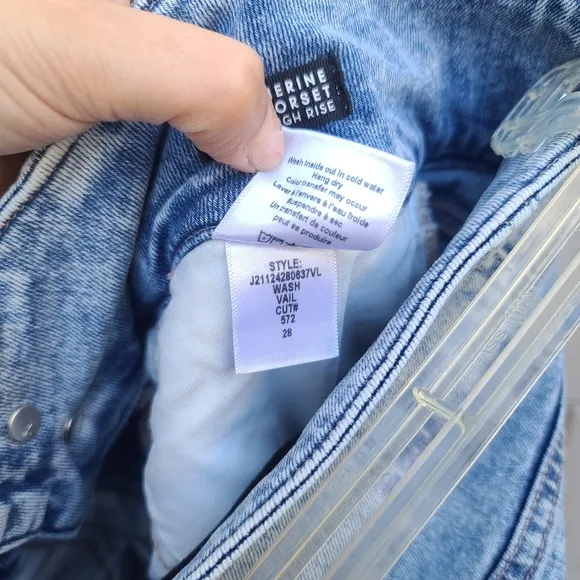 ERINE
ORSET
GH RISE
Wash Inside out in cold water
Hang dry
Color transfer may occur
Laver à l'envers à l'eau froide
Suspendre à sec
Un transfert de couleur
peut se produire
STYLE:
J21124280637VL
WASH
VAIL
CUT#
572
28